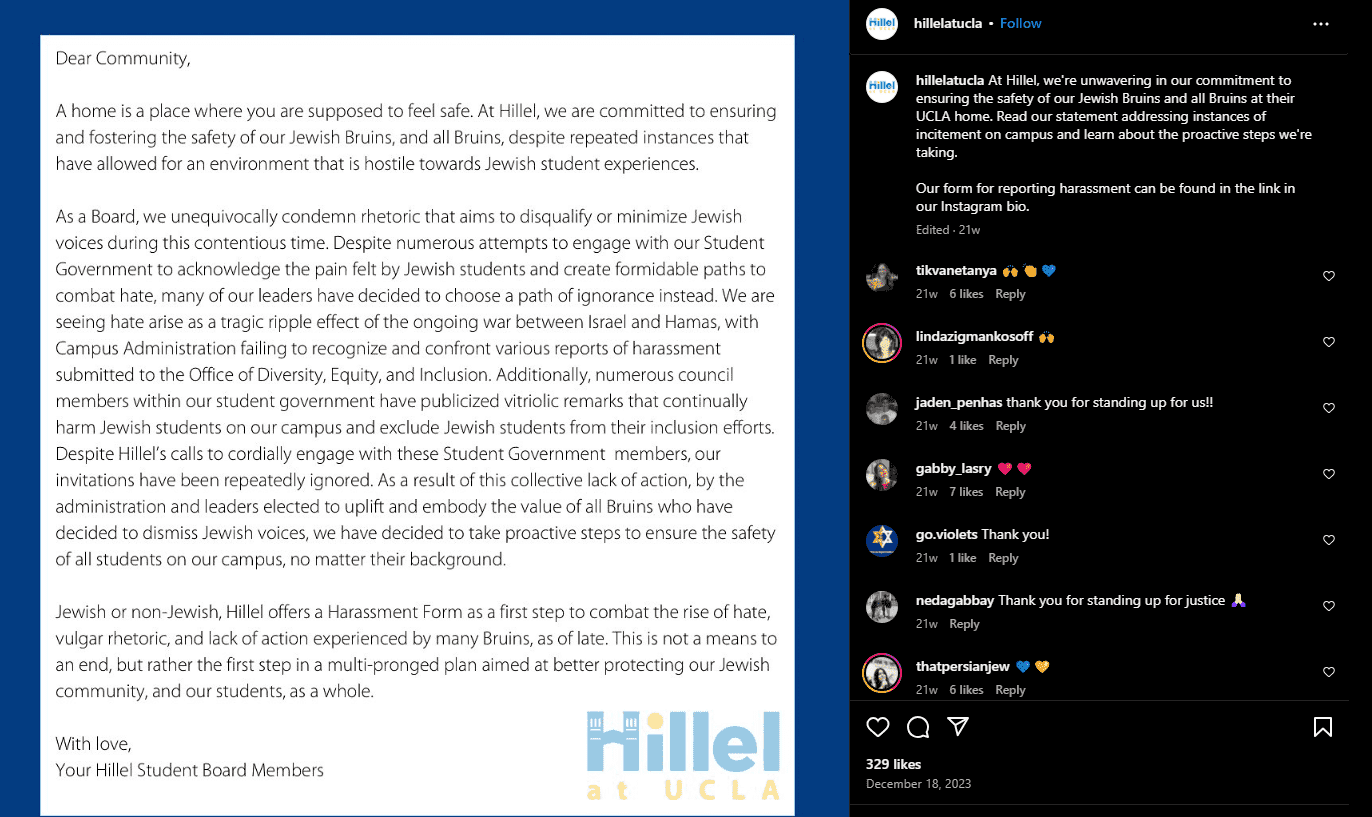 Dear Community,
A home is a place where you are supposed to feel safe. At Hillel, we are committed to ensuring
and fostering the safety of our Jewish Bruins, and all Bruins, despite repeated instances that
have allowed for an environment that is hostile towards Jewish student experiences.
As a Board, we unequivocally condemn rhetoric that aims to disqualify or minimize Jewish
voices during this contentious time. Despite numerous attempts to engage with our Student
Government to acknowledge the pain felt by Jewish students and create formidable paths to
combat hate, many of our leaders have decided to choose a path of ignorance instead. We are
seeing hate arise as a tragic ripple effect of the ongoing war between Israel and Hamas, with
Campus Administration failing to recognize and confront various reports of harassment
submitted to the Office of Diversity, Equity, and Inclusion. Additionally, numerous council
members within our student government have publicized vitriolic remarks that continually
harm Jewish students on our campus and exclude Jewish students from their inclusion efforts.
Despite Hillel's calls to cordially engage with these Student Government members, our
invitations have been repeatedly ignored. As a result of this collective lack of action, by the
administration and leaders elected to uplift and embody the value of all Bruins who have
decided to dismiss Jewish voices, we have decided to take proactive steps to ensure the safety
of all students on our campus, no matter their background.
Jewish or non-Jewish, Hillel offers a Harassment Form as a first step to combat the rise of hate,
vulgar rhetoric, and lack of action experienced by many Bruins, as of late. This is not a means to
an end, but rather the first step in a multi-pronged plan aimed at better protecting our Jewish
community, and our students, as a whole.
With love,
Your Hillel Student Board Members
Hillel
at UCLA
Hillel
hillelatucla • Follow
Hillel
hillelatucla At Hillel, we're unwavering in our commitment to
ensuring the safety of our Jewish Bruins and all Bruins at their
UCLA home. Read our statement addressing instances of
incitement on campus and learn about the proactive steps we're
taking.
Our form for reporting harassment can be found in the link in
our Instagram bio.
Edited · 21w
tikvanetanya 🙌 👏 💙
21w 6 likes Reply
lindazigmankosoff 🙌
21w 1 like Reply
jaden_penhas thank you for standing up for us!!
21w 4 likes Reply
gabby_lasry 💖 💘
21w 7 likes Reply
go.violets Thank you!
21w 1 like Reply
nedagabbay Thank you for standing up for justice 🙏🏻
21w Reply
thatpersianjew 💙 💛
21w 6 likes Reply
329 likes
December 18, 2023